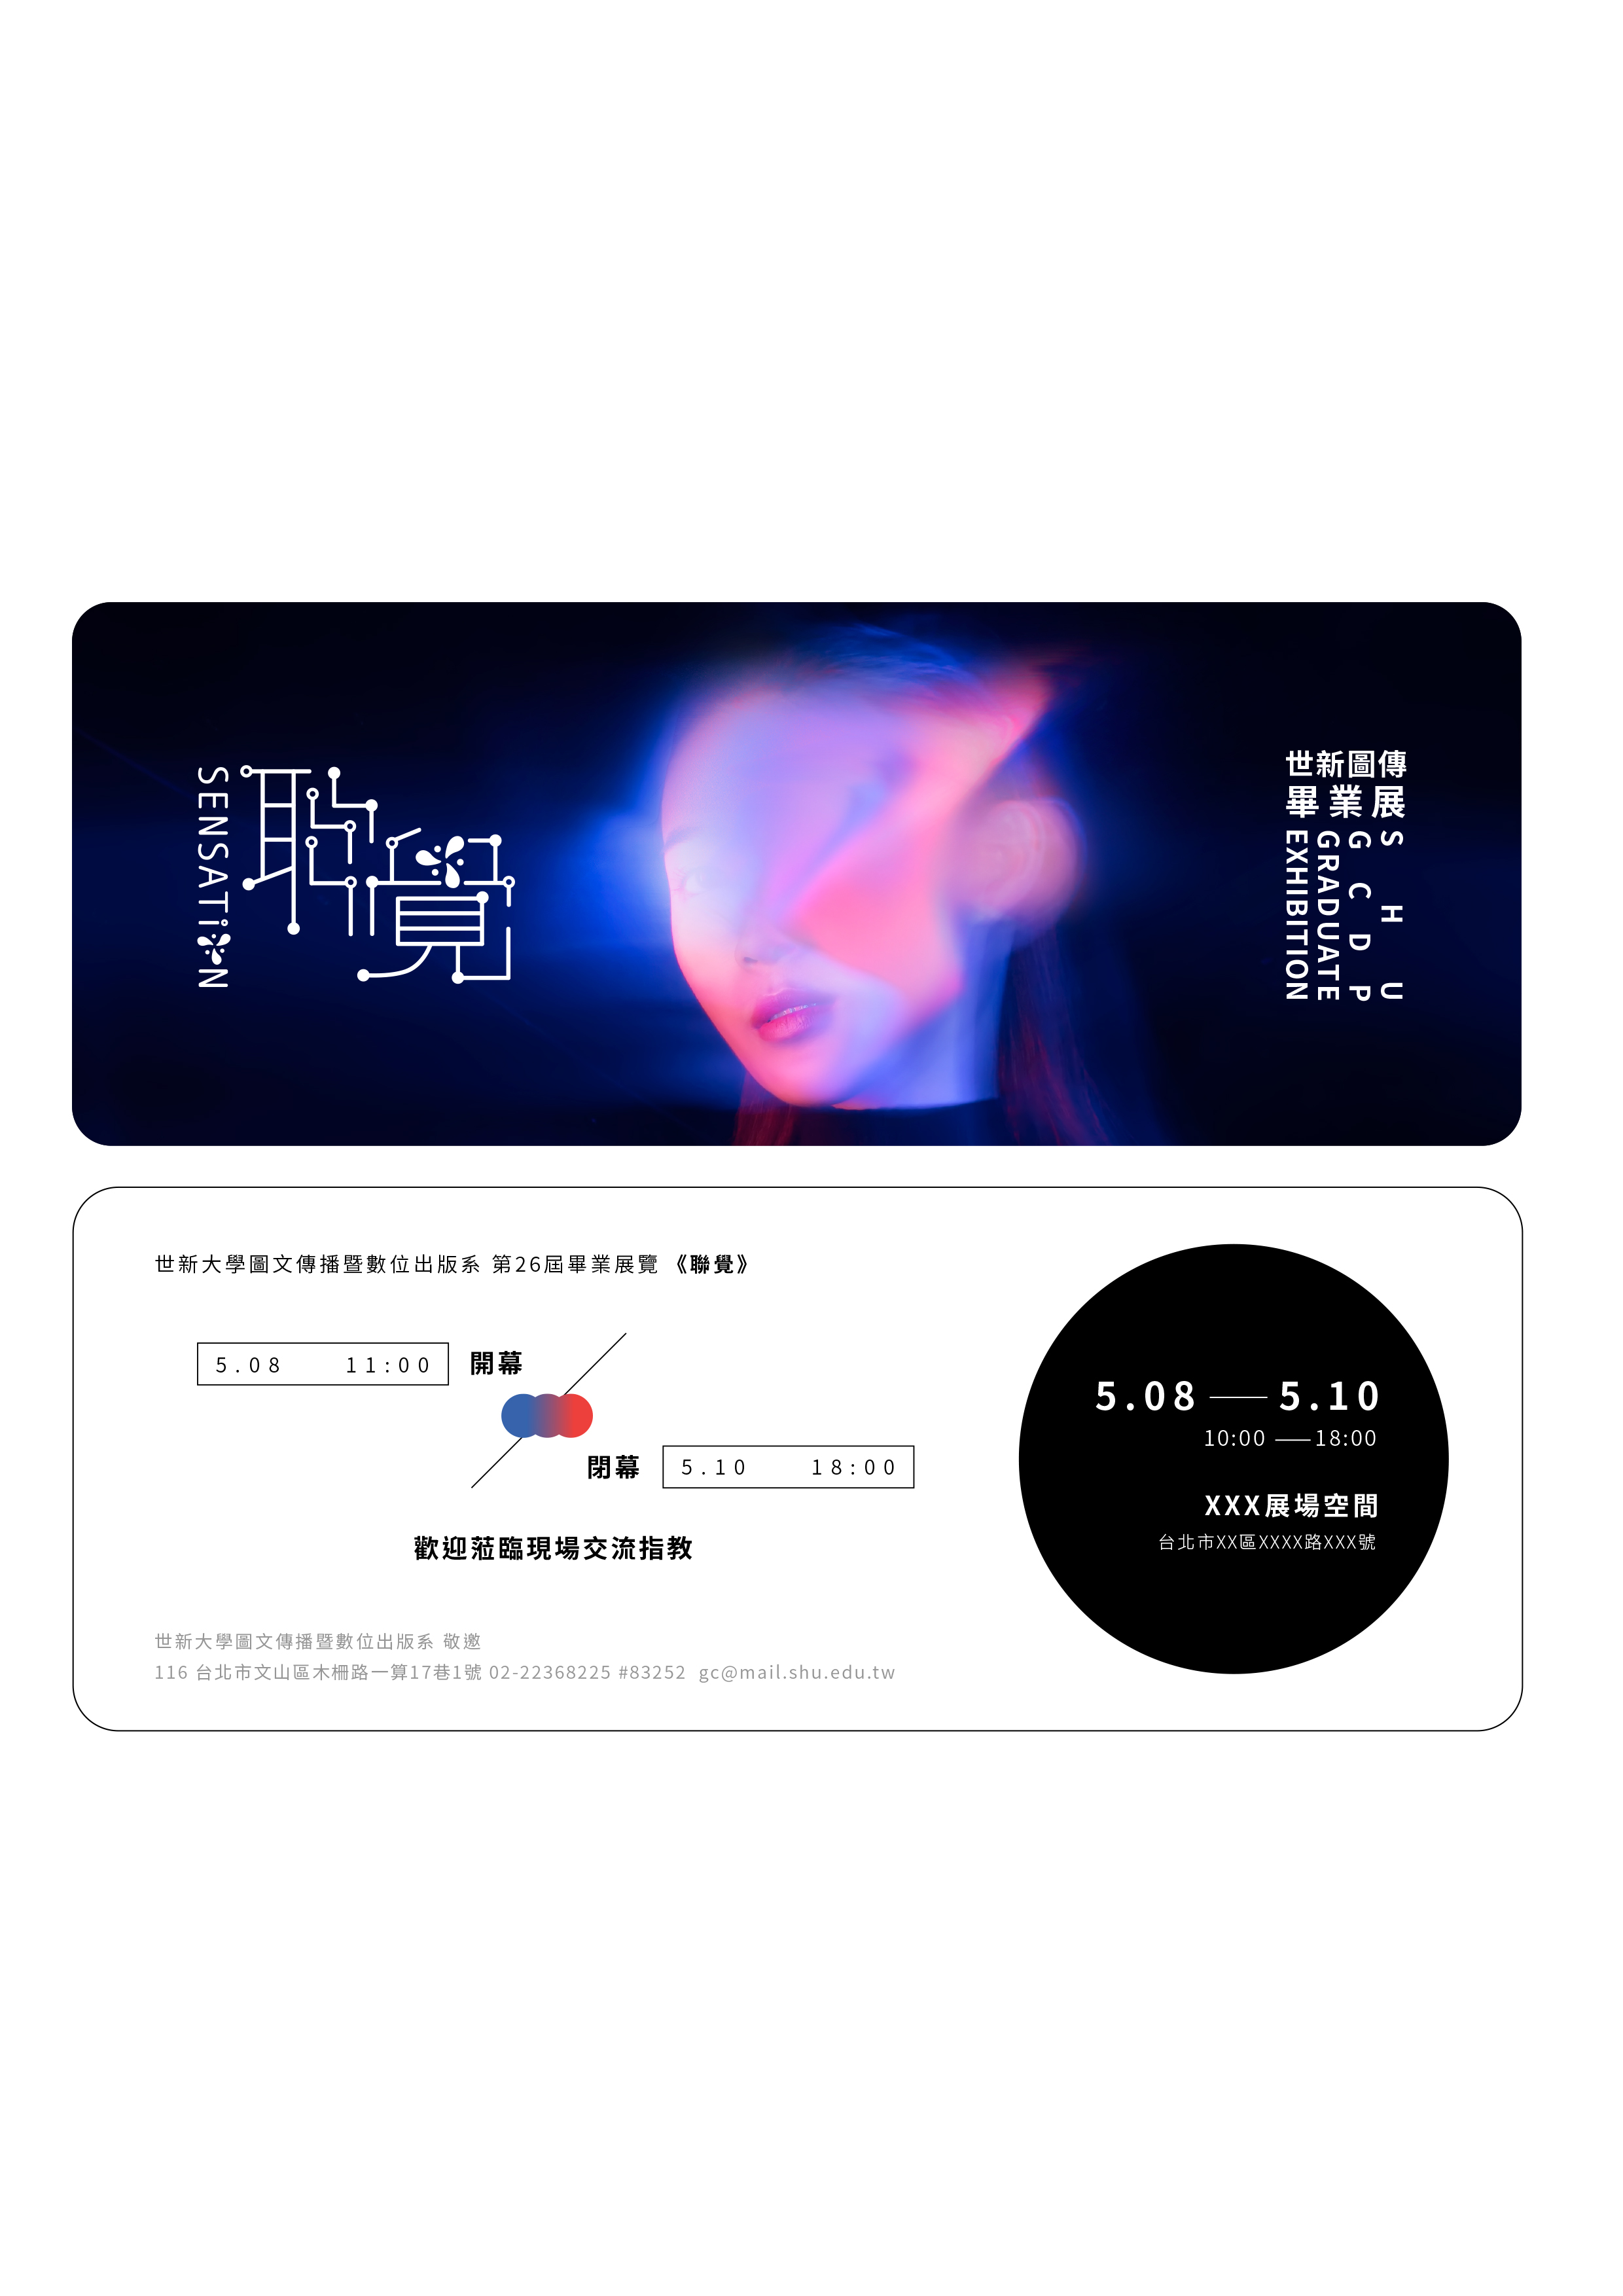 聯覺
SENSATiON
世新圖傳
畢業展
SHU
GCDP
GRADUATE
EXHIBITION
世新大學圖文傳播暨數位出版系 第26屆畢業展覽 《聯覺》
5.08 11:00 開幕
閉幕 5.10 18:00
歡迎蒞臨現場交流指教
世新大學圖文傳播暨數位出版系 敬邀
116 台北市文山區木柵路一算17巷1號 02-22368225 #83252 gc@mail.shu.edu.tw
5.08 — 5.10
10:00 — 18:00
XXX展場空間
台北市XX區XXXX路XXX號